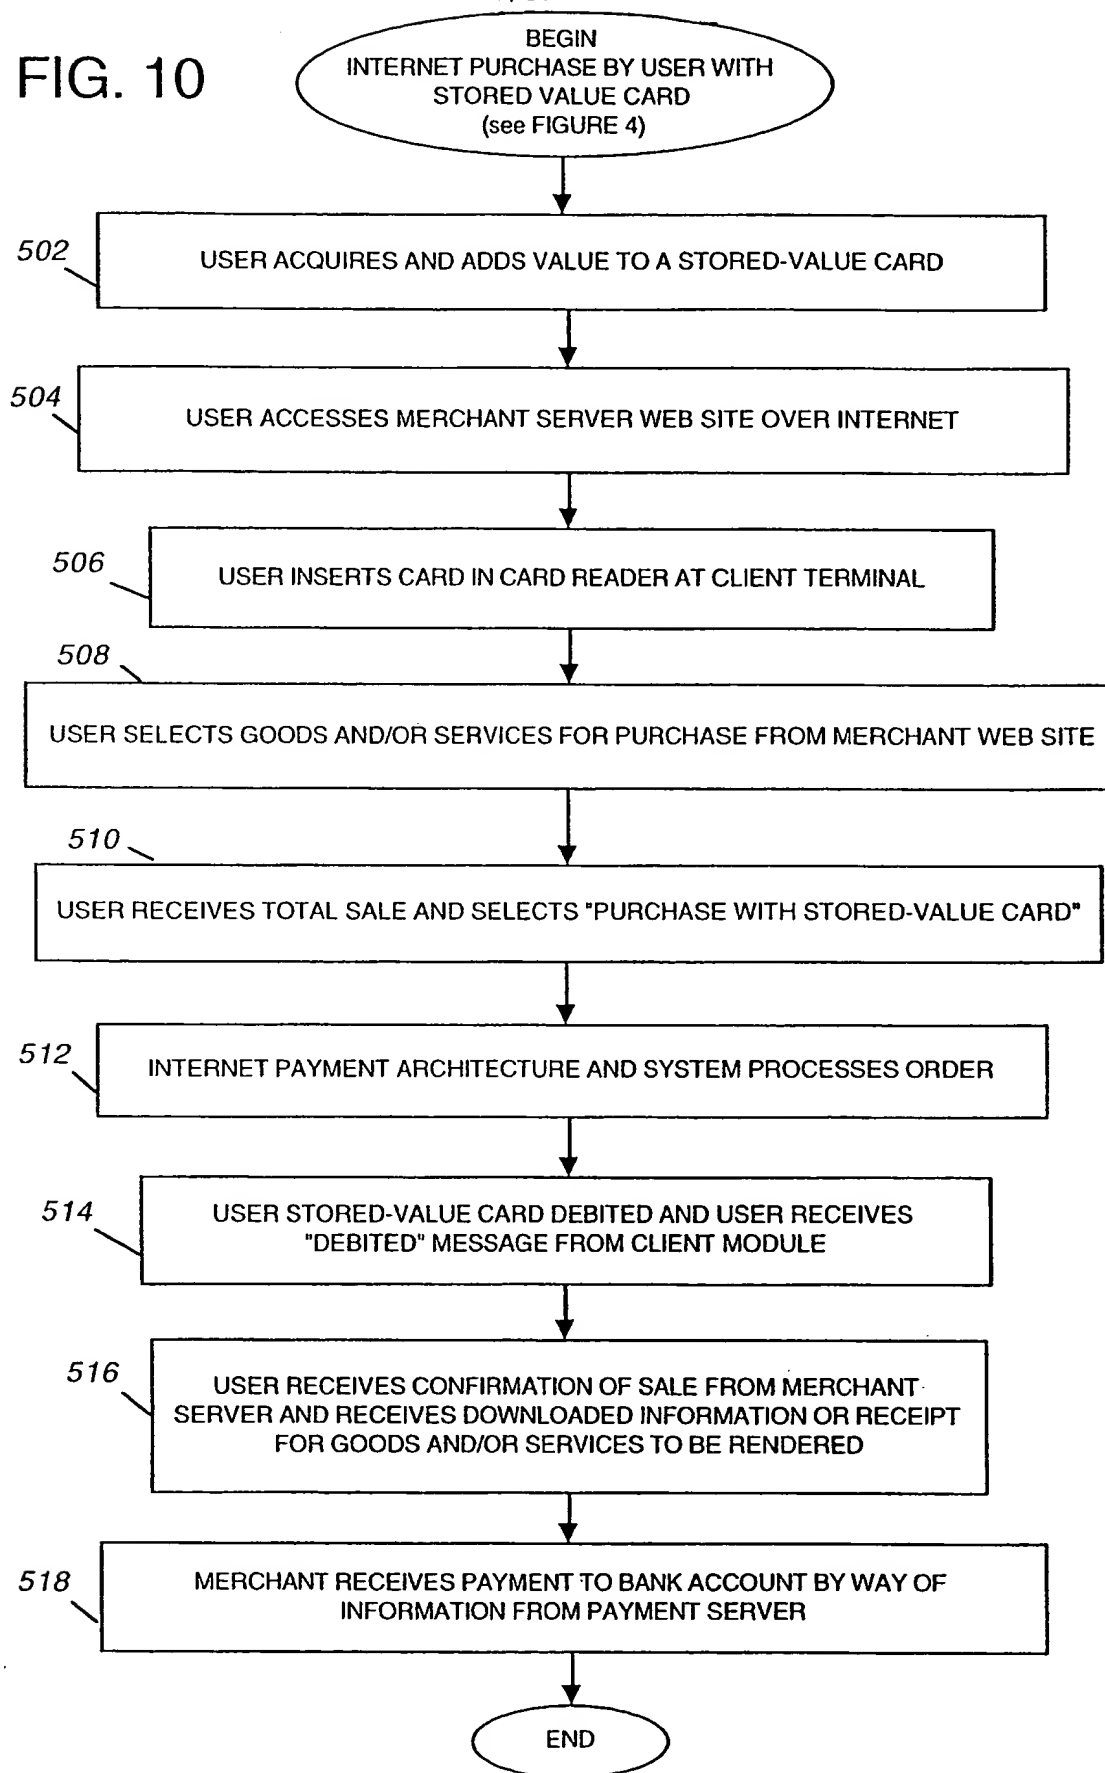 FIG. 10
BEGIN
INTERNET PURCHASE BY USER WITH
STORED VALUE CARD
(see FIGURE 4)
502
USER ACQUIRES AND ADDS VALUE TO A STORED-VALUE CARD
504
USER ACCESSES MERCHANT SERVER WEB SITE OVER INTERNET
506
USER INSERTS CARD IN CARD READER AT CLIENT TERMINAL
508
USER SELECTS GOODS AND/OR SERVICES FOR PURCHASE FROM MERCHANT WEB SITE
510
USER RECEIVES TOTAL SALE AND SELECTS "PURCHASE WITH STORED-VALUE CARD"
512
INTERNET PAYMENT ARCHITECTURE AND SYSTEM PROCESSES ORDER
514
USER STORED-VALUE CARD DEBITED AND USER RECEIVES
"DEBITED" MESSAGE FROM CLIENT MODULE
516
USER RECEIVES CONFIRMATION OF SALE FROM MERCHANT
SERVER AND RECEIVES DOWNLOADED INFORMATION OR RECEIPT
FOR GOODS AND/OR SERVICES TO BE RENDERED
518
MERCHANT RECEIVES PAYMENT TO BANK ACCOUNT BY WAY OF
INFORMATION FROM PAYMENT SERVER
END